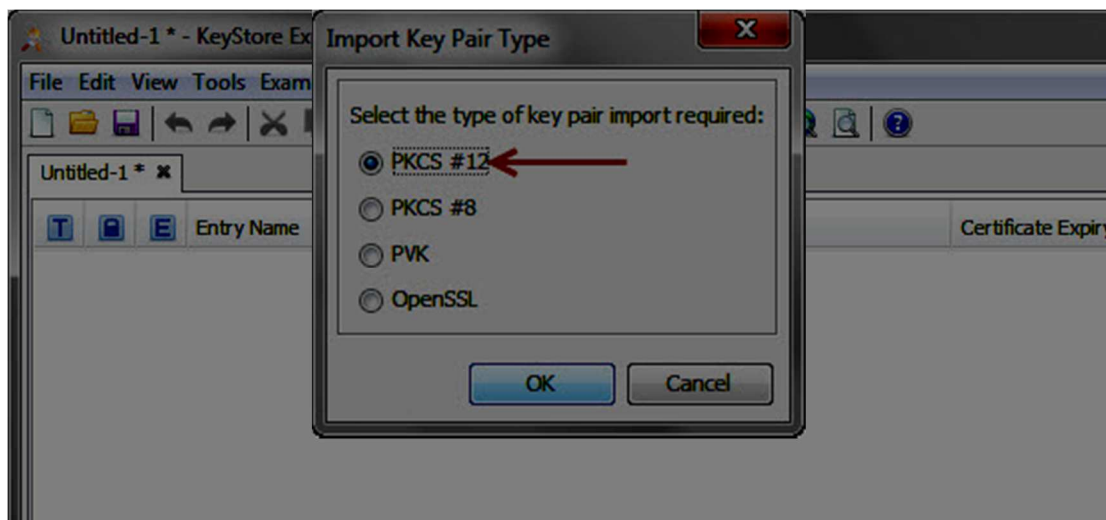 Untitled-1 * - KeyStore Ex
Import Key Pair Type
File Edit View Tools Exam
Select the type of key pair import required:
Untitled-1 *
PKCS #12
T E Entry Name
Certificate Expiry
PKCS #8
PVK
OpenSSL
OK Cancel